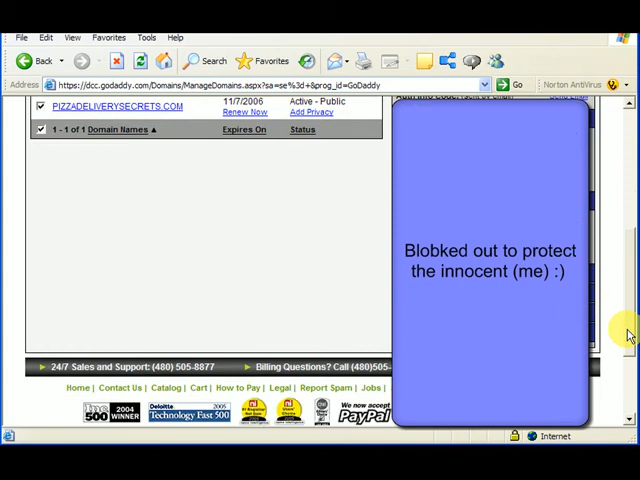 File Edit View Favorites Tools Help
Back Search Favorites
Address https://dcc.godaddy.com/Domains/ManageDomains.aspx?sa=se%3d+&prog_id=GoDaddy Go Norton AntiVirus
PIZZADELIVERYSECRETS.COM 11/7/2006 Active - Public
Renew Now Add Privacy
1 - 1 of 1 Domain Names ▲ Expires On Status
Blobked out to protect
the innocent (me) :)
24/7 Sales and Support: (480) 505-8877 Billing Questions? Call (480)505-
Home | Contact Us | Catalog | Cart | How to Pay | Legal | Report Spam | Jobs |
Inc 500 2004 WINNER
Deloitte 2005
Technology Fast 500
We now accept
PayPal
Internet